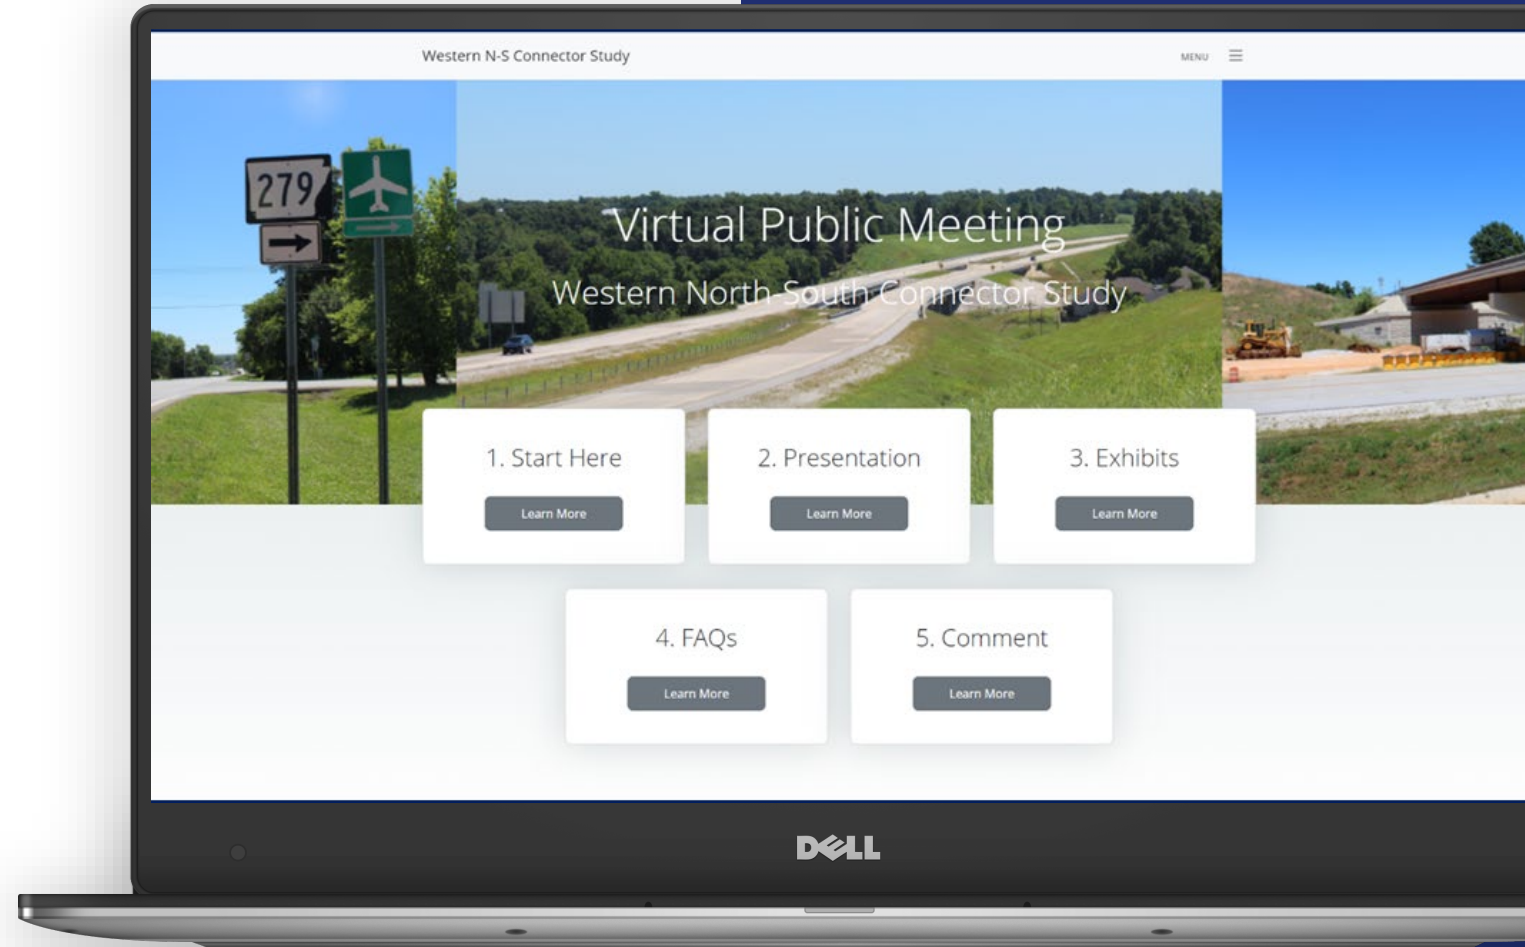 Western N-S Connector Study
MENU
279
Virtual Public Meeting
Western North-South Connector Study
1. Start Here
Learn More
2. Presentation
Learn More
3. Exhibits
Learn More
4. FAQs
Learn More
5. Comment
Learn More
DELL